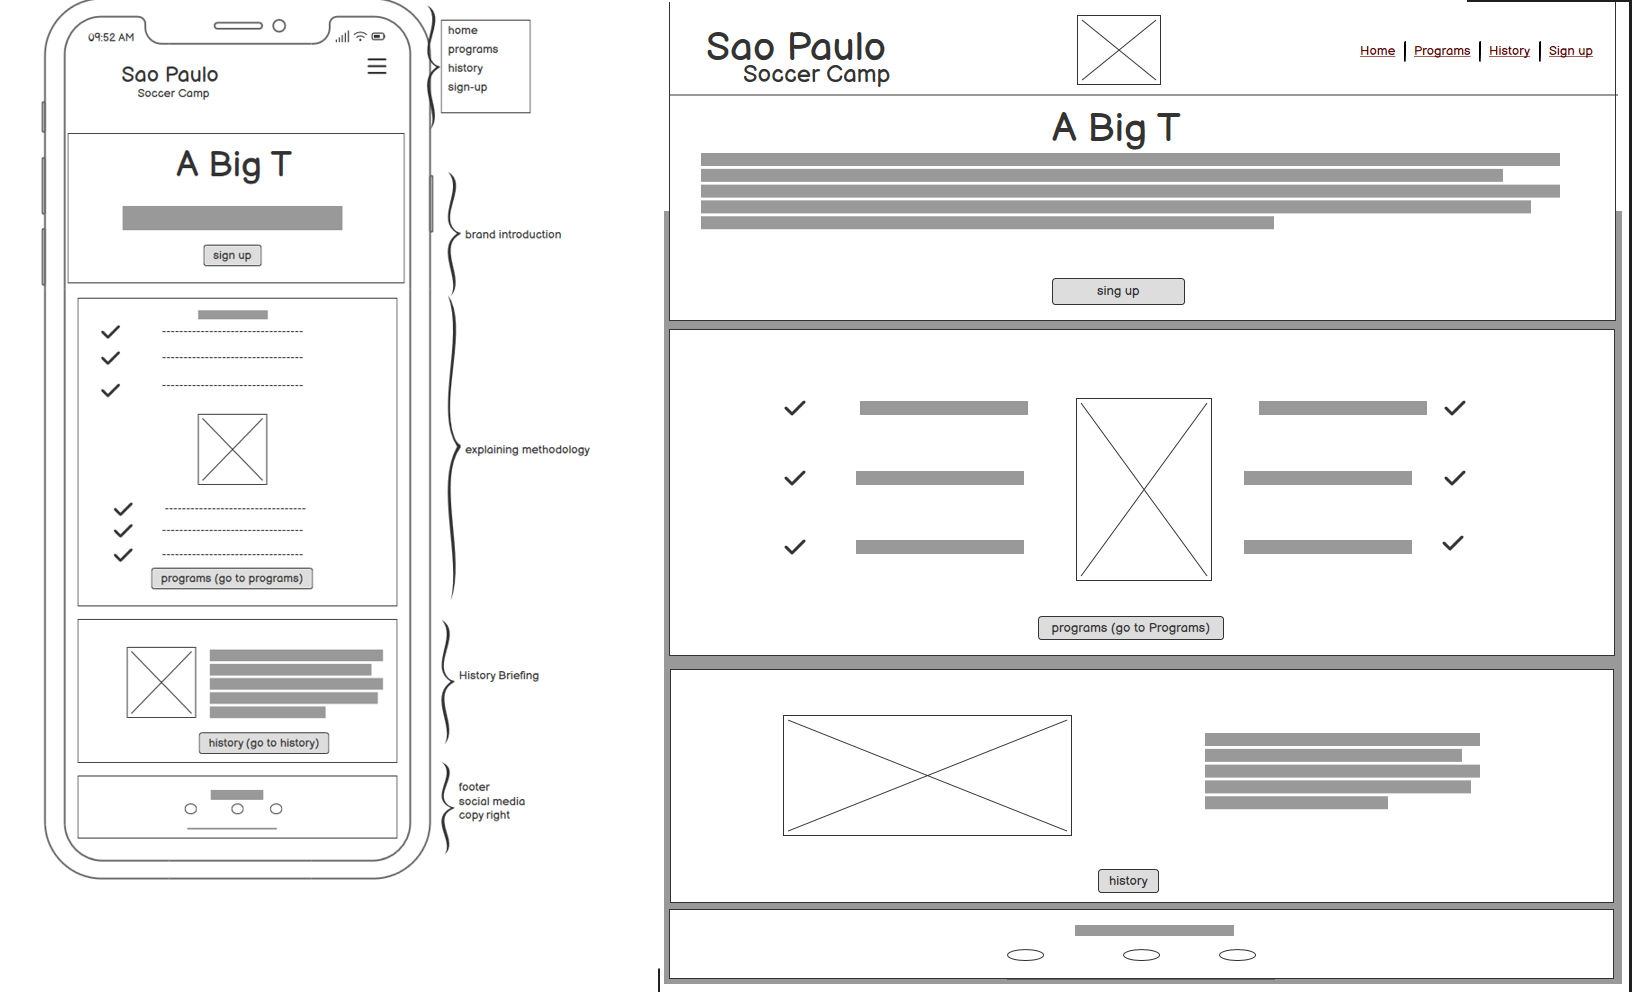 09:52 AM
Sao Paulo
Soccer Camp
A Big T
sign up
programs (go to programs)
history (go to history)
home
programs
history
sign-up
brand introduction
explaining methodology
History Briefing
footer
social media
copy right
Sao Paulo
Soccer Camp
Home Programs History Sign up
A Big T
sing up
programs (go to Programs)
history